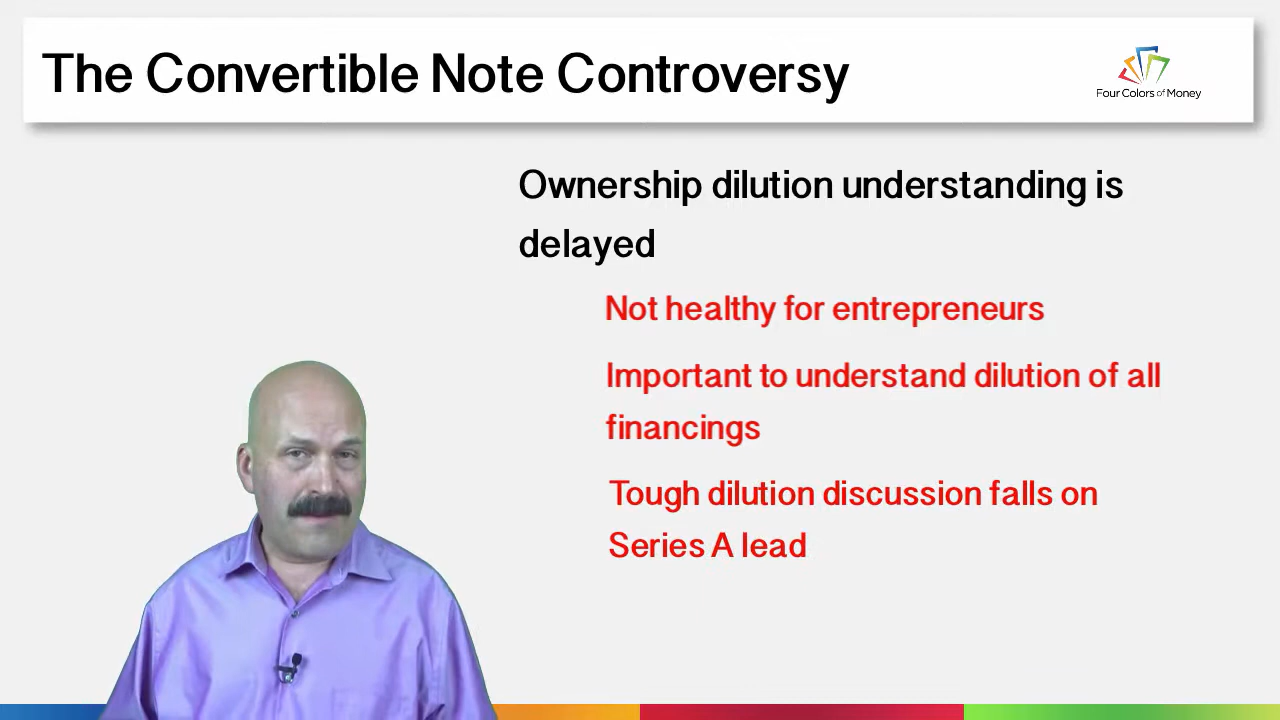 The Convertible Note Controversy
Four Colors of Money
Ownership dilution understanding is
delayed
Not healthy for entrepreneurs
Important to understand dilution of all
financings
Tough dilution discussion falls on
Series A lead